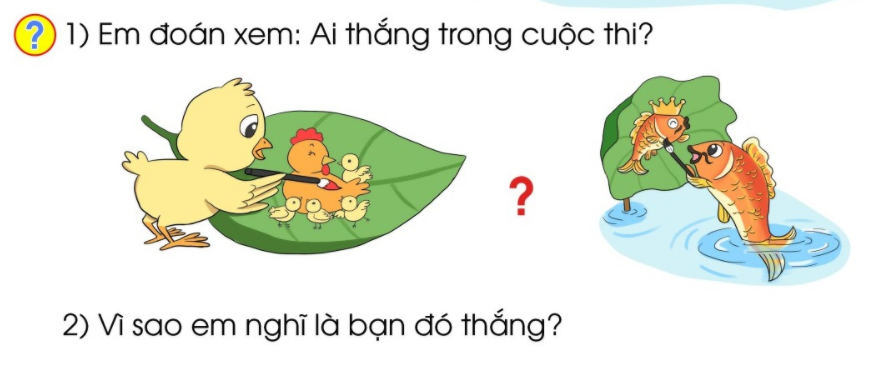 ? 1) Em đoán xem: Ai thắng trong cuộc thi?
?
2) Vì sao em nghĩ là bạn đó thắng?